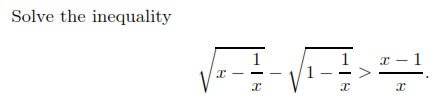 Solve the inequality
√(x − 1/x) − √(1 − 1/x) > (x − 1)/x.